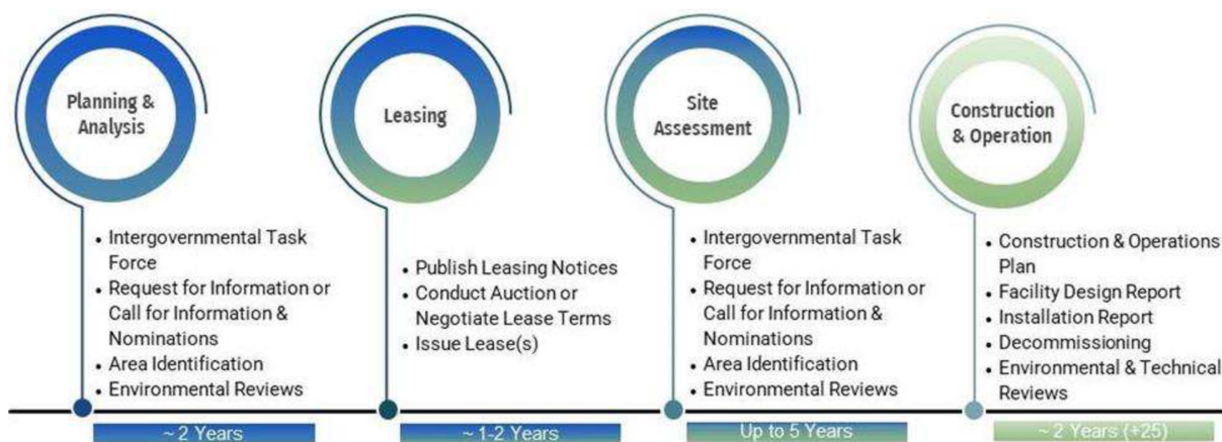 Planning &
Analysis
• Intergovernmental Task
Force
• Request for Information or
Call for Information &
Nominations
• Area Identification
• Environmental Reviews
~ 2 Years
Leasing
• Publish Leasing Notices
• Conduct Auction or
Negotiate Lease Terms
• Issue Lease(s)
~ 1-2 Years
Site
Assessment
• Intergovernmental Task
Force
• Request for Information or
Call for Information &
Nominations
• Area Identification
• Environmental Reviews
Up to 5 Years
Construction
& Operation
• Construction & Operations
Plan
• Facility Design Report
• Installation Report
• Decommissioning
• Environmental & Technical
Reviews
~ 2 Years (+25)